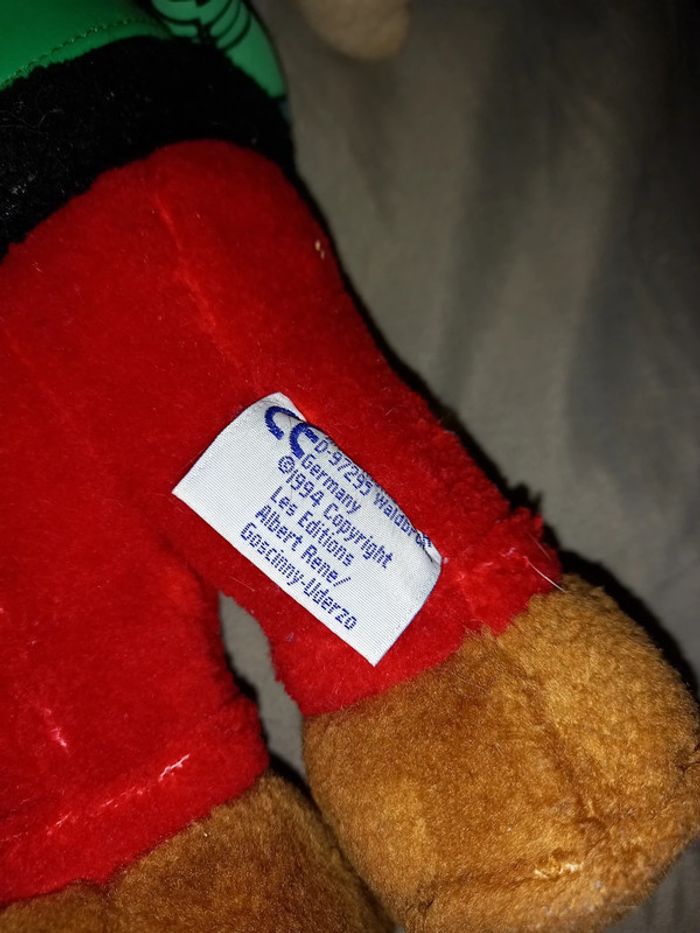 CE D-97295 Waldbrunn
Germany
©1994 Copyright
Les Editions
Albert Rene/
Goscinny-Uderzo